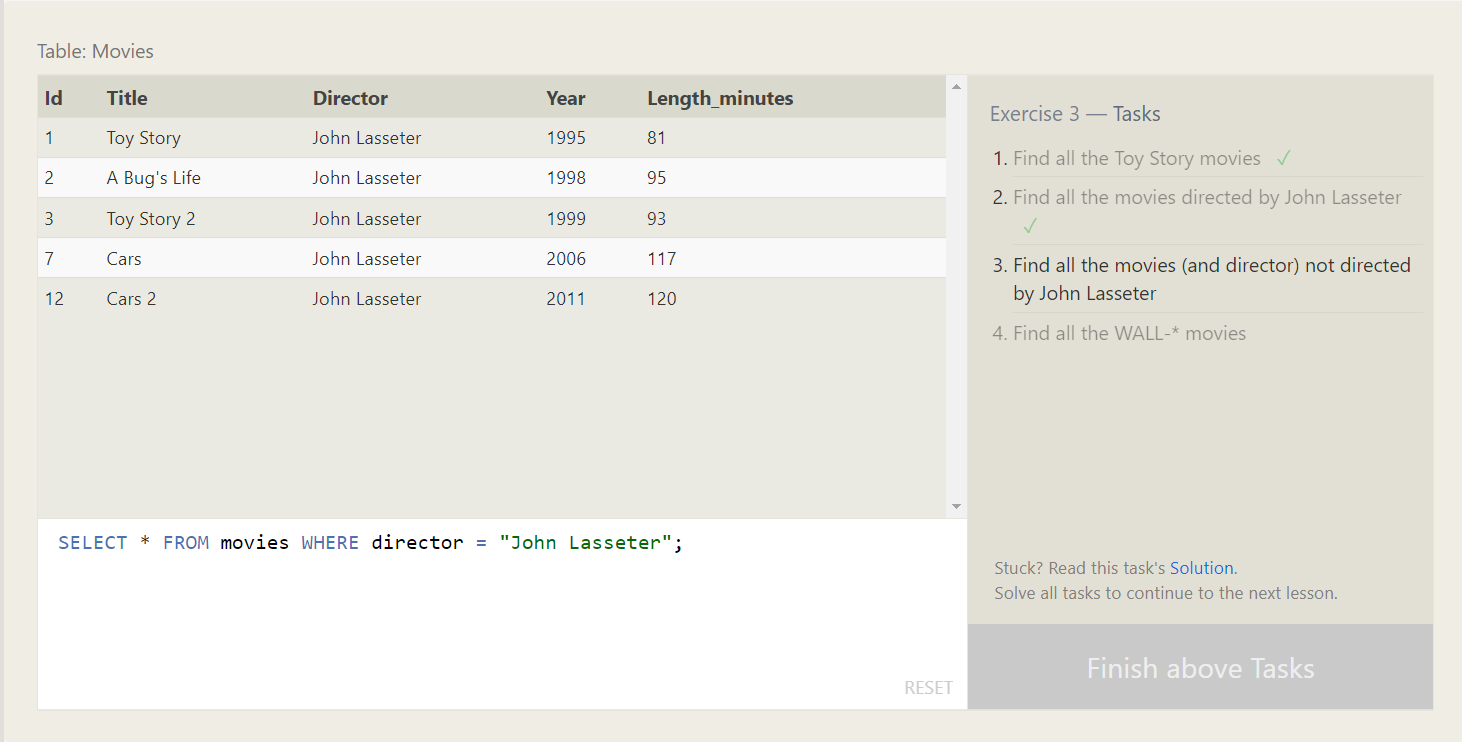 Table: Movies
Id Title Director Year Length_minutes
1 Toy Story John Lasseter 1995 81
2 A Bug's Life John Lasseter 1998 95
3 Toy Story 2 John Lasseter 1999 93
7 Cars John Lasseter 2006 117
12 Cars 2 John Lasseter 2011 120
SELECT * FROM movies WHERE director = "John Lasseter";
RESET
Exercise 3 — Tasks
1. Find all the Toy Story movies ✓
2. Find all the movies directed by John Lasseter
✓
3. Find all the movies (and director) not directed
by John Lasseter
4. Find all the WALL-* movies
Stuck? Read this task's Solution.
Solve all tasks to continue to the next lesson.
Finish above Tasks